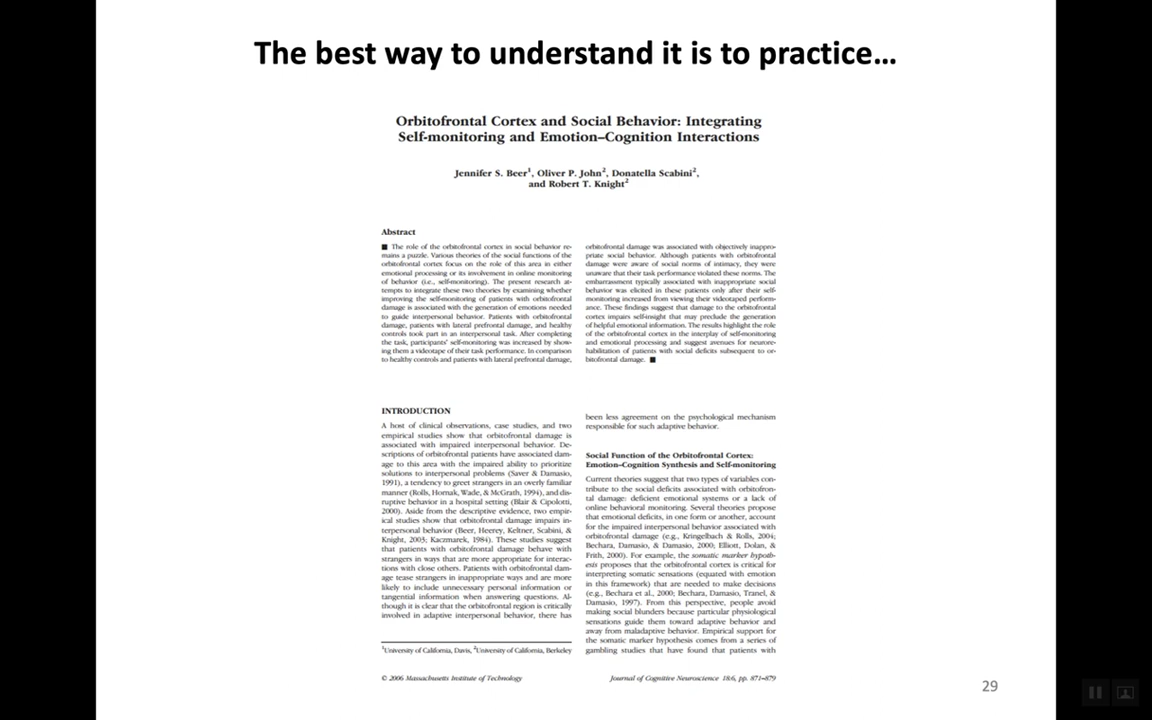 The best way to understand it is to practice…
Orbitofrontal Cortex and Social Behavior: Integrating
Self-monitoring and Emotion–Cognition Interactions
Jennifer S. Beer1, Oliver P. John2, Donatella Scabini2,
and Robert T. Knight2
Abstract
■ The role of the orbitofrontal cortex in social behavior re-
mains a puzzle. Various theories of the social functions of the
orbitofrontal cortex focus on the role of this area in either
emotional processing or its involvement in online monitoring
of behavior (i.e., self-monitoring). The present research at-
tempts to integrate these two theories by examining whether
improving the self-monitoring of patients with orbitofrontal
damage is associated with the generation of emotions needed
to guide interpersonal behavior. Patients with orbitofrontal
damage, patients with lateral prefrontal damage, and healthy
controls took part in an interpersonal task. After completing
the task, participants' self-monitoring was increased by show-
ing them a videotape of their task performance. In comparison
to healthy controls and patients with lateral prefrontal damage,
orbitofrontal damage was associated with objectively inappro-
priate social behavior. Although patients with orbitofrontal
damage were aware of social norms of intimacy, they were
unaware that their task performance violated these norms. The
embarrassment typically associated with inappropriate social
behavior was elicited in these patients only after their self-
monitoring increased from viewing their videotaped perform-
ance. These findings suggest that damage to the orbitofrontal
cortex impairs self-insight that may preclude the generation
of helpful emotional information. The results highlight the role
of the orbitofrontal cortex in the interplay of self-monitoring
and emotional processing and suggest avenues for neurore-
habilitation of patients with social deficits subsequent to or-
bitofrontal damage. ■
INTRODUCTION
A host of clinical observations, case studies, and two
empirical studies show that orbitofrontal damage is
associated with impaired interpersonal behavior. De-
scriptions of orbitofrontal patients have associated dam-
age to this area with the impaired ability to prioritize
solutions to interpersonal problems (Saver & Damasio,
1991), a tendency to greet strangers in an overly familiar
manner (Rolls, Hornak, Wade, & McGrath, 1994), and dis-
ruptive behavior in a hospital setting (Blair & Cipolotti,
2000). Aside from the descriptive evidence, two empir-
ical studies show that orbitofrontal damage impairs in-
terpersonal behavior (Beer, Heerey, Keltner, Scabini, &
Knight, 2003; Kaczmarek, 1984). These studies suggest
that patients with orbitofrontal damage behave with
strangers in ways that are more appropriate for interac-
tions with close others. Patients with orbitofrontal dam-
age tease strangers in inappropriate ways and are more
likely to include unnecessary personal information or
tangential information when answering questions. Al-
though it is clear that the orbitofrontal region is critically
involved in adaptive interpersonal behavior, there has
been less agreement on the psychological mechanism
responsible for such adaptive behavior.
Social Function of the Orbitofrontal Cortex:
Emotion–Cognition Synthesis and Self-monitoring
Current theories suggest that two types of variables con-
tribute to the social deficits associated with orbitofron-
tal damage: deficient emotional systems or a lack of
online behavioral monitoring. Several theories propose
that emotional deficits, in one form or another, account
for the impaired interpersonal behavior associated with
orbitofrontal damage (e.g., Kringelbach & Rolls, 2004;
Bechara, Damasio, & Damasio, 2000; Elliott, Dolan, &
Frith, 2000). For example, the somatic marker hypoth-
esis proposes that the orbitofrontal cortex is critical for
interpreting somatic sensations (equated with emotion
in this framework) that are needed to make decisions
(e.g., Bechara et al., 2000; Bechara, Damasio, Tranel, &
Damasio, 1997). From this perspective, people avoid
making social blunders because particular physiological
sensations guide them toward adaptive behavior and
away from maladaptive behavior. Empirical support for
the somatic marker hypothesis comes from a series of
gambling studies that have found that patients with
1University of California, Davis, 2University of California, Berkeley
© 2006 Massachusetts Institute of Technology
Journal of Cognitive Neuroscience 18:6, pp. 871–879
29